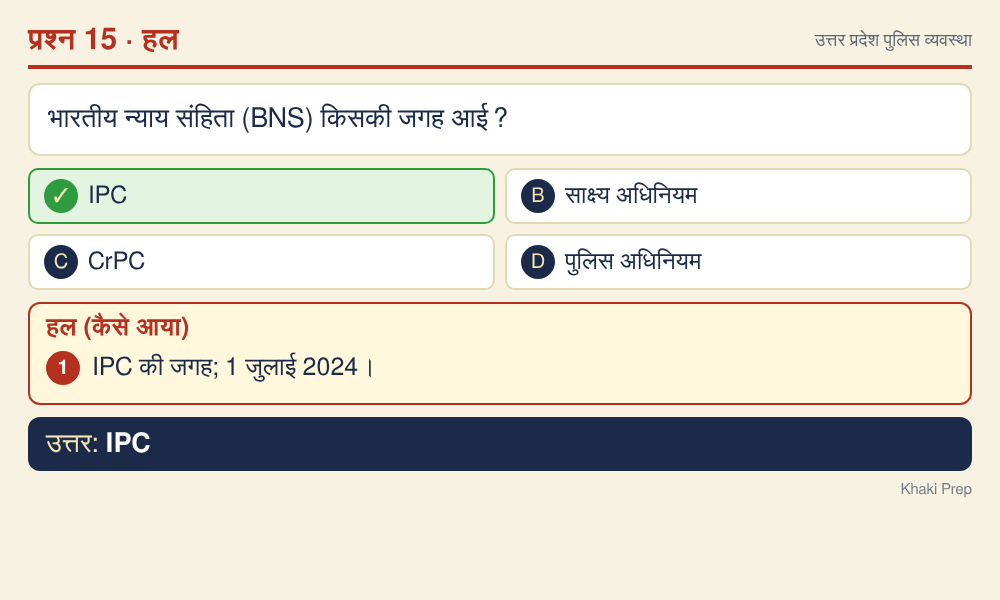 प्रश्न 15 · हल
उत्तर प्रदेश पुलिस व्यवस्था
भारतीय न्याय संहिता (BNS) किसकी जगह आई ?
✓ IPC
B साक्ष्य अधिनियम
C CrPC
D पुलिस अधिनियम
हल (कैसे आया)
1 IPC की जगह; 1 जुलाई 2024।
उत्तर: IPC
Khaki Prep